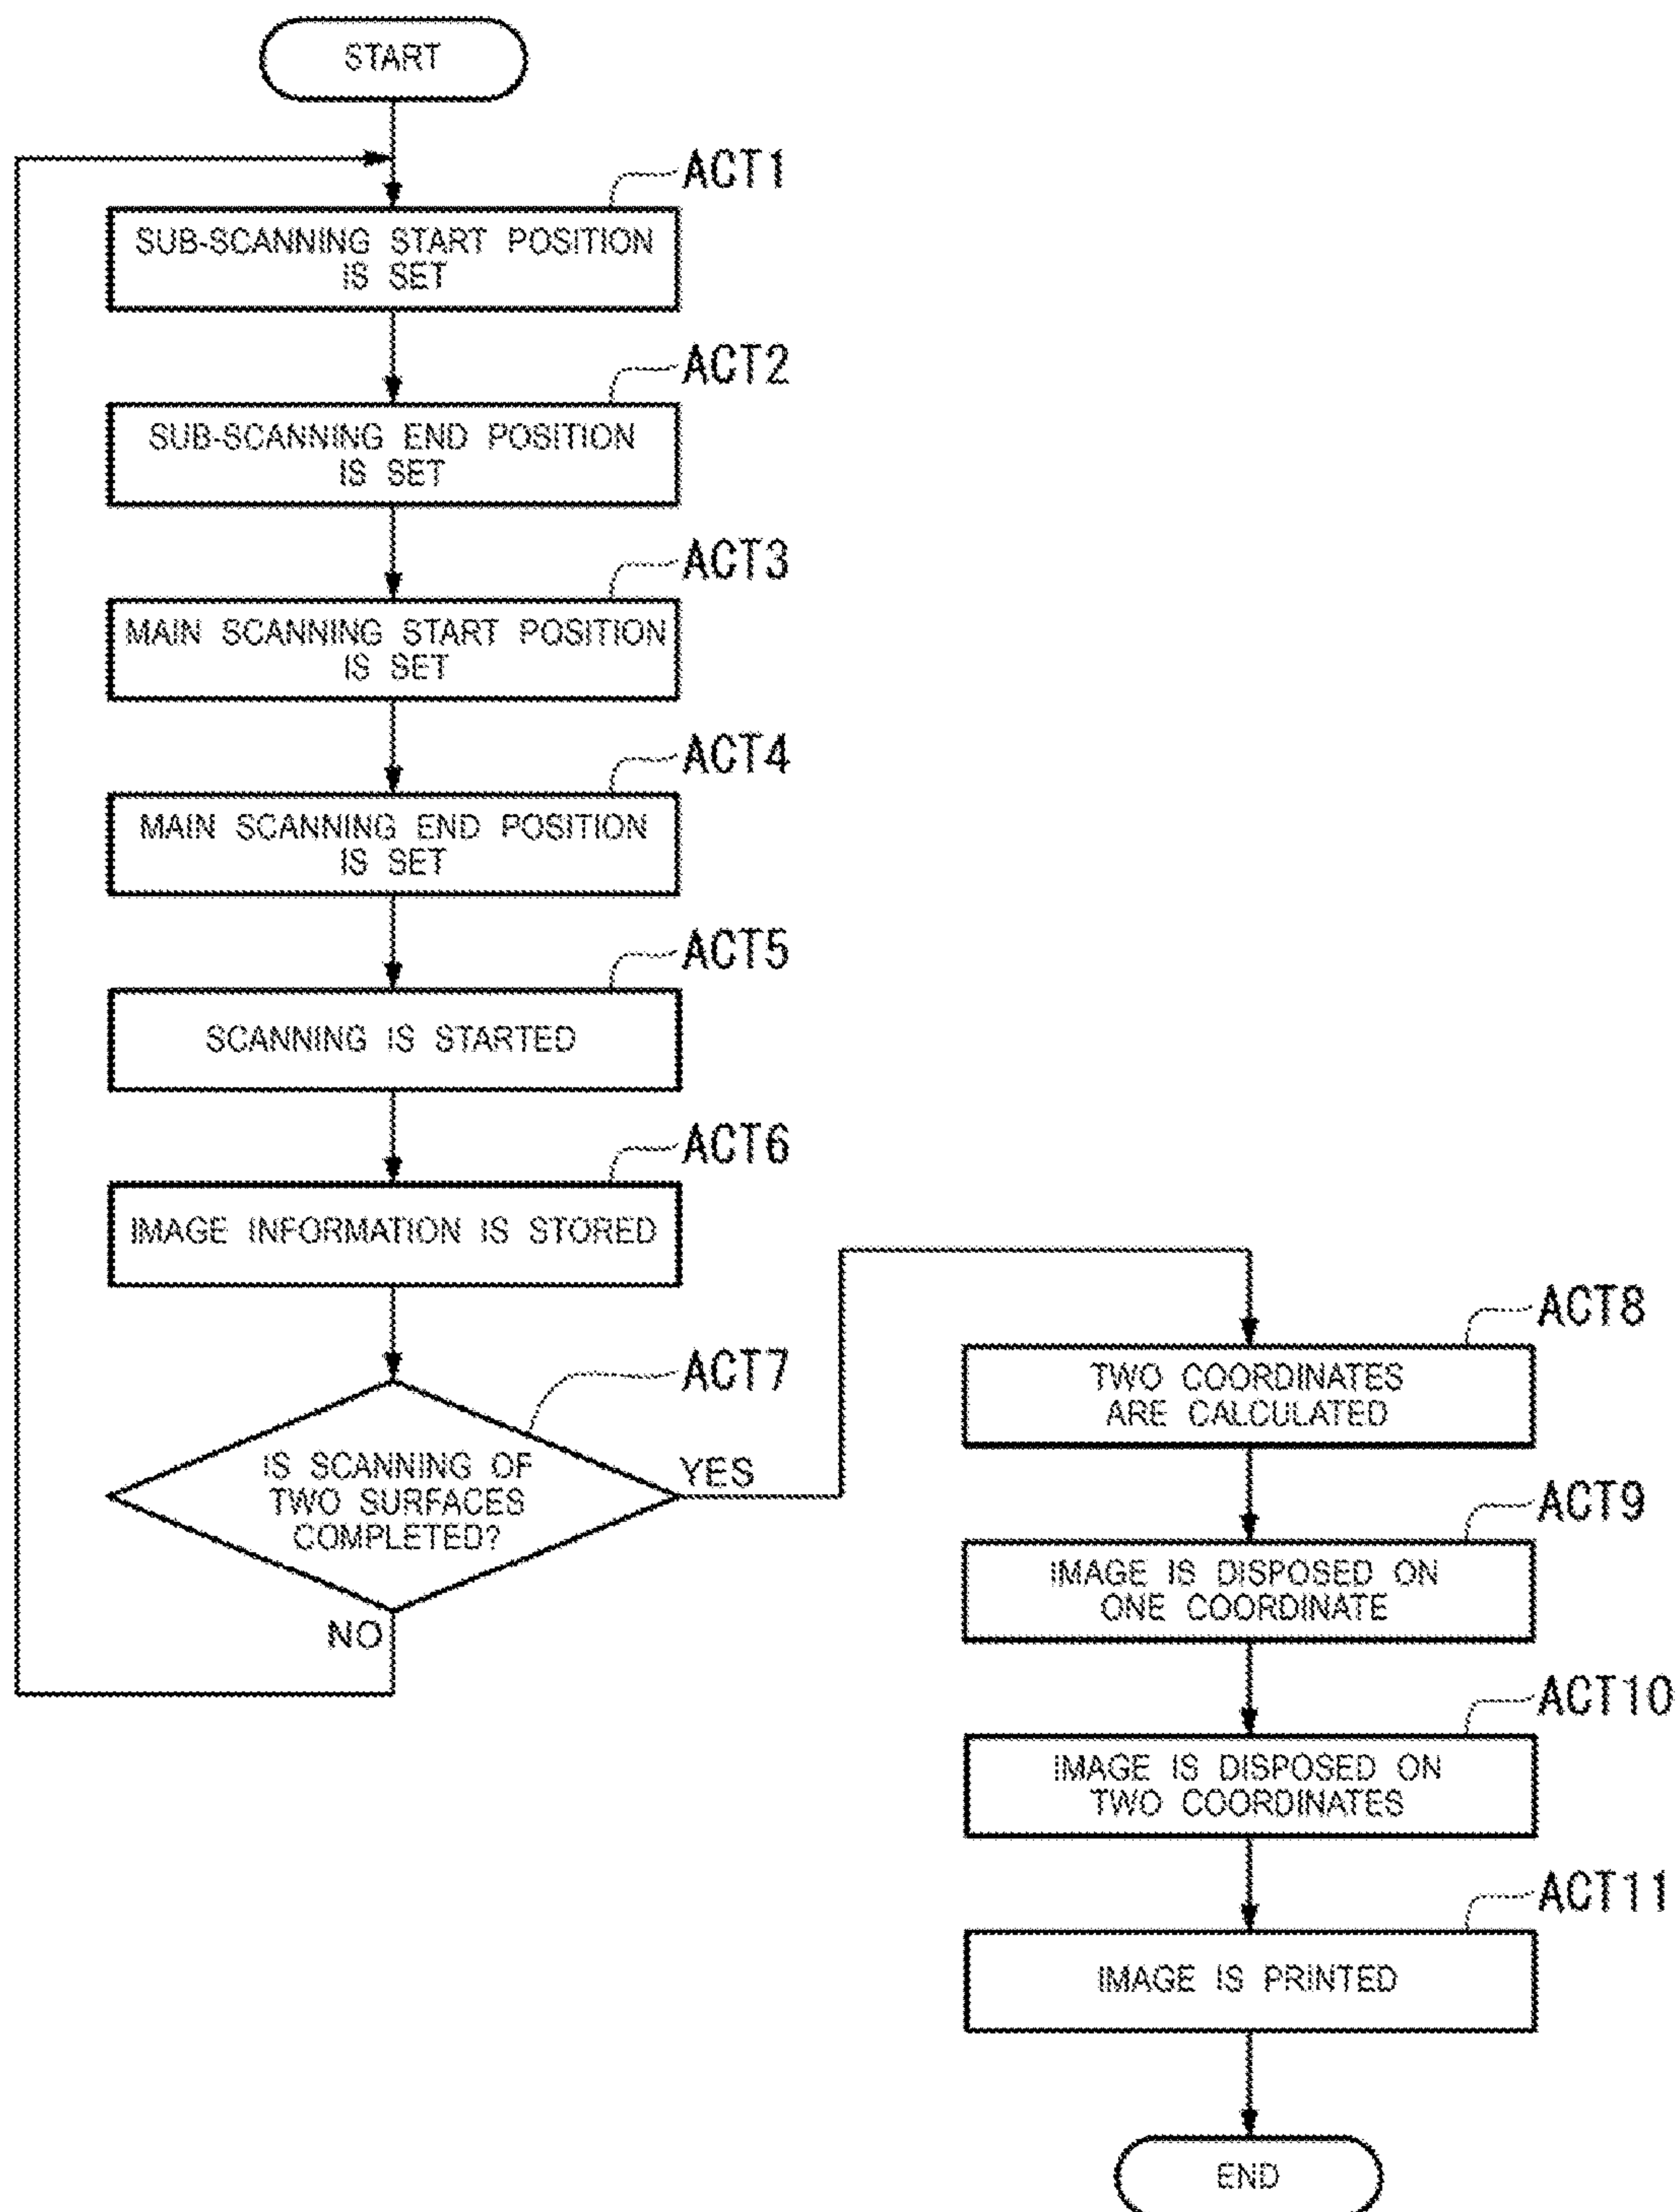 START
ACT1
SUB-SCANNING START POSITION
IS SET
ACT2
SUB-SCANNING END POSITION
IS SET
ACT3
MAIN SCANNING START POSITION
IS SET
ACT4
MAIN SCANNING END POSITION
IS SET
ACT5
SCANNING IS STARTED
ACT6
IMAGE INFORMATION IS STORED
ACT7
IS SCANNING OF
TWO SURFACES
COMPLETED?
YES
NO
ACT8
TWO COORDINATES
ARE CALCULATED
ACT9
IMAGE IS DISPOSED ON
ONE COORDINATE
ACT10
IMAGE IS DISPOSED ON
TWO COORDINATES
ACT11
IMAGE IS PRINTED
END